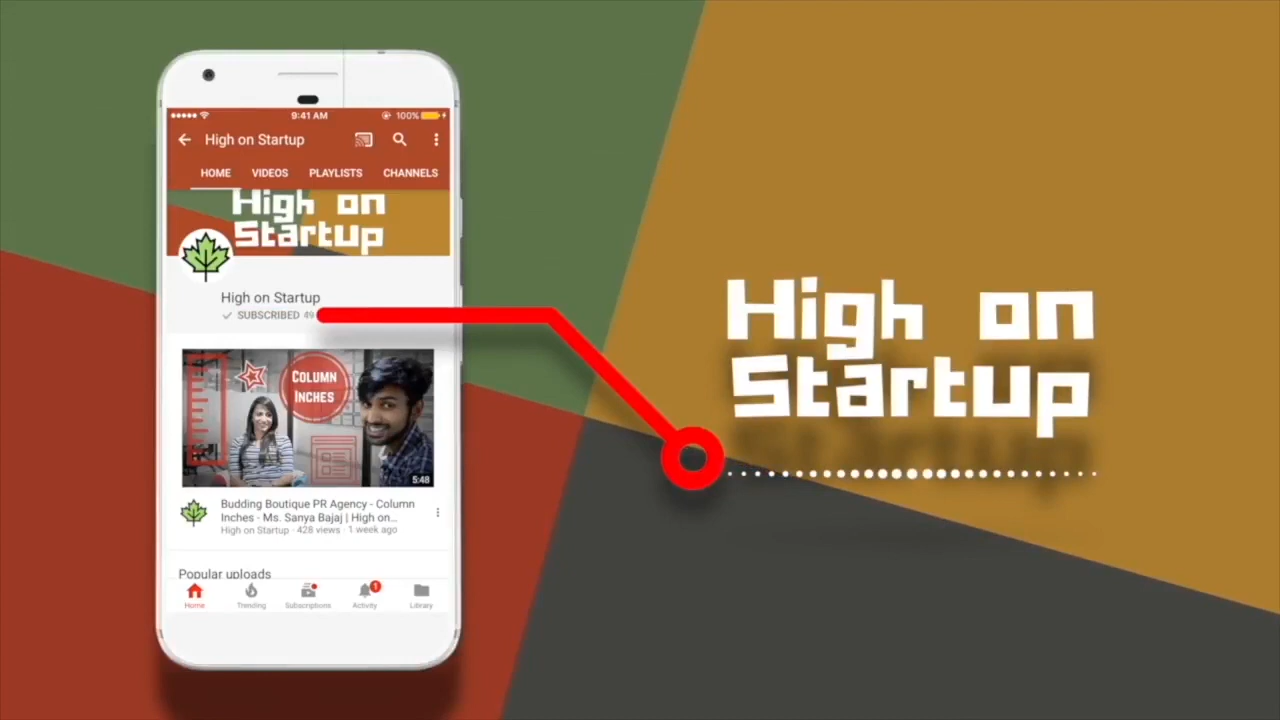 9:41 AM
100%
High on Startup
HOME VIDEOS PLAYLISTS CHANNELS
High on
Startup
High on Startup
SUBSCRIBED 49
COLUMN
INCHES
5:48
Budding Boutique PR Agency - Column
Inches - Ms. Sanya Bajaj | High on...
High on Startup · 428 views · 1 week ago
Popular uploads
1
Home Trending Subscriptions Activity Library
High on
Startup